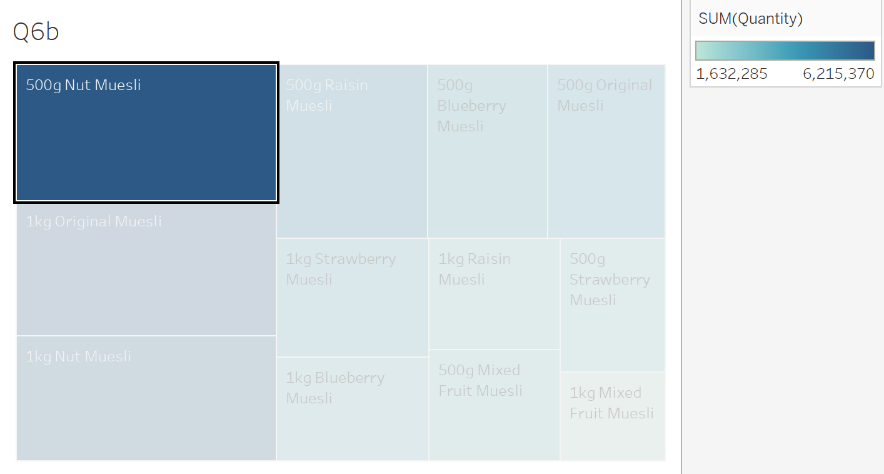 Q6b
SUM(Quantity)
1,632,285 6,215,370
500g Nut Muesli
500g Raisin
Muesli
500g
Blueberry
Muesli
500g Original
Muesli
1kg Original Muesli
1kg Strawberry
Muesli
1kg Raisin
Muesli
500g
Strawberry
Muesli
1kg Nut Muesli
1kg Blueberry
Muesli
500g Mixed
Fruit Muesli
1kg Mixed
Fruit Muesli